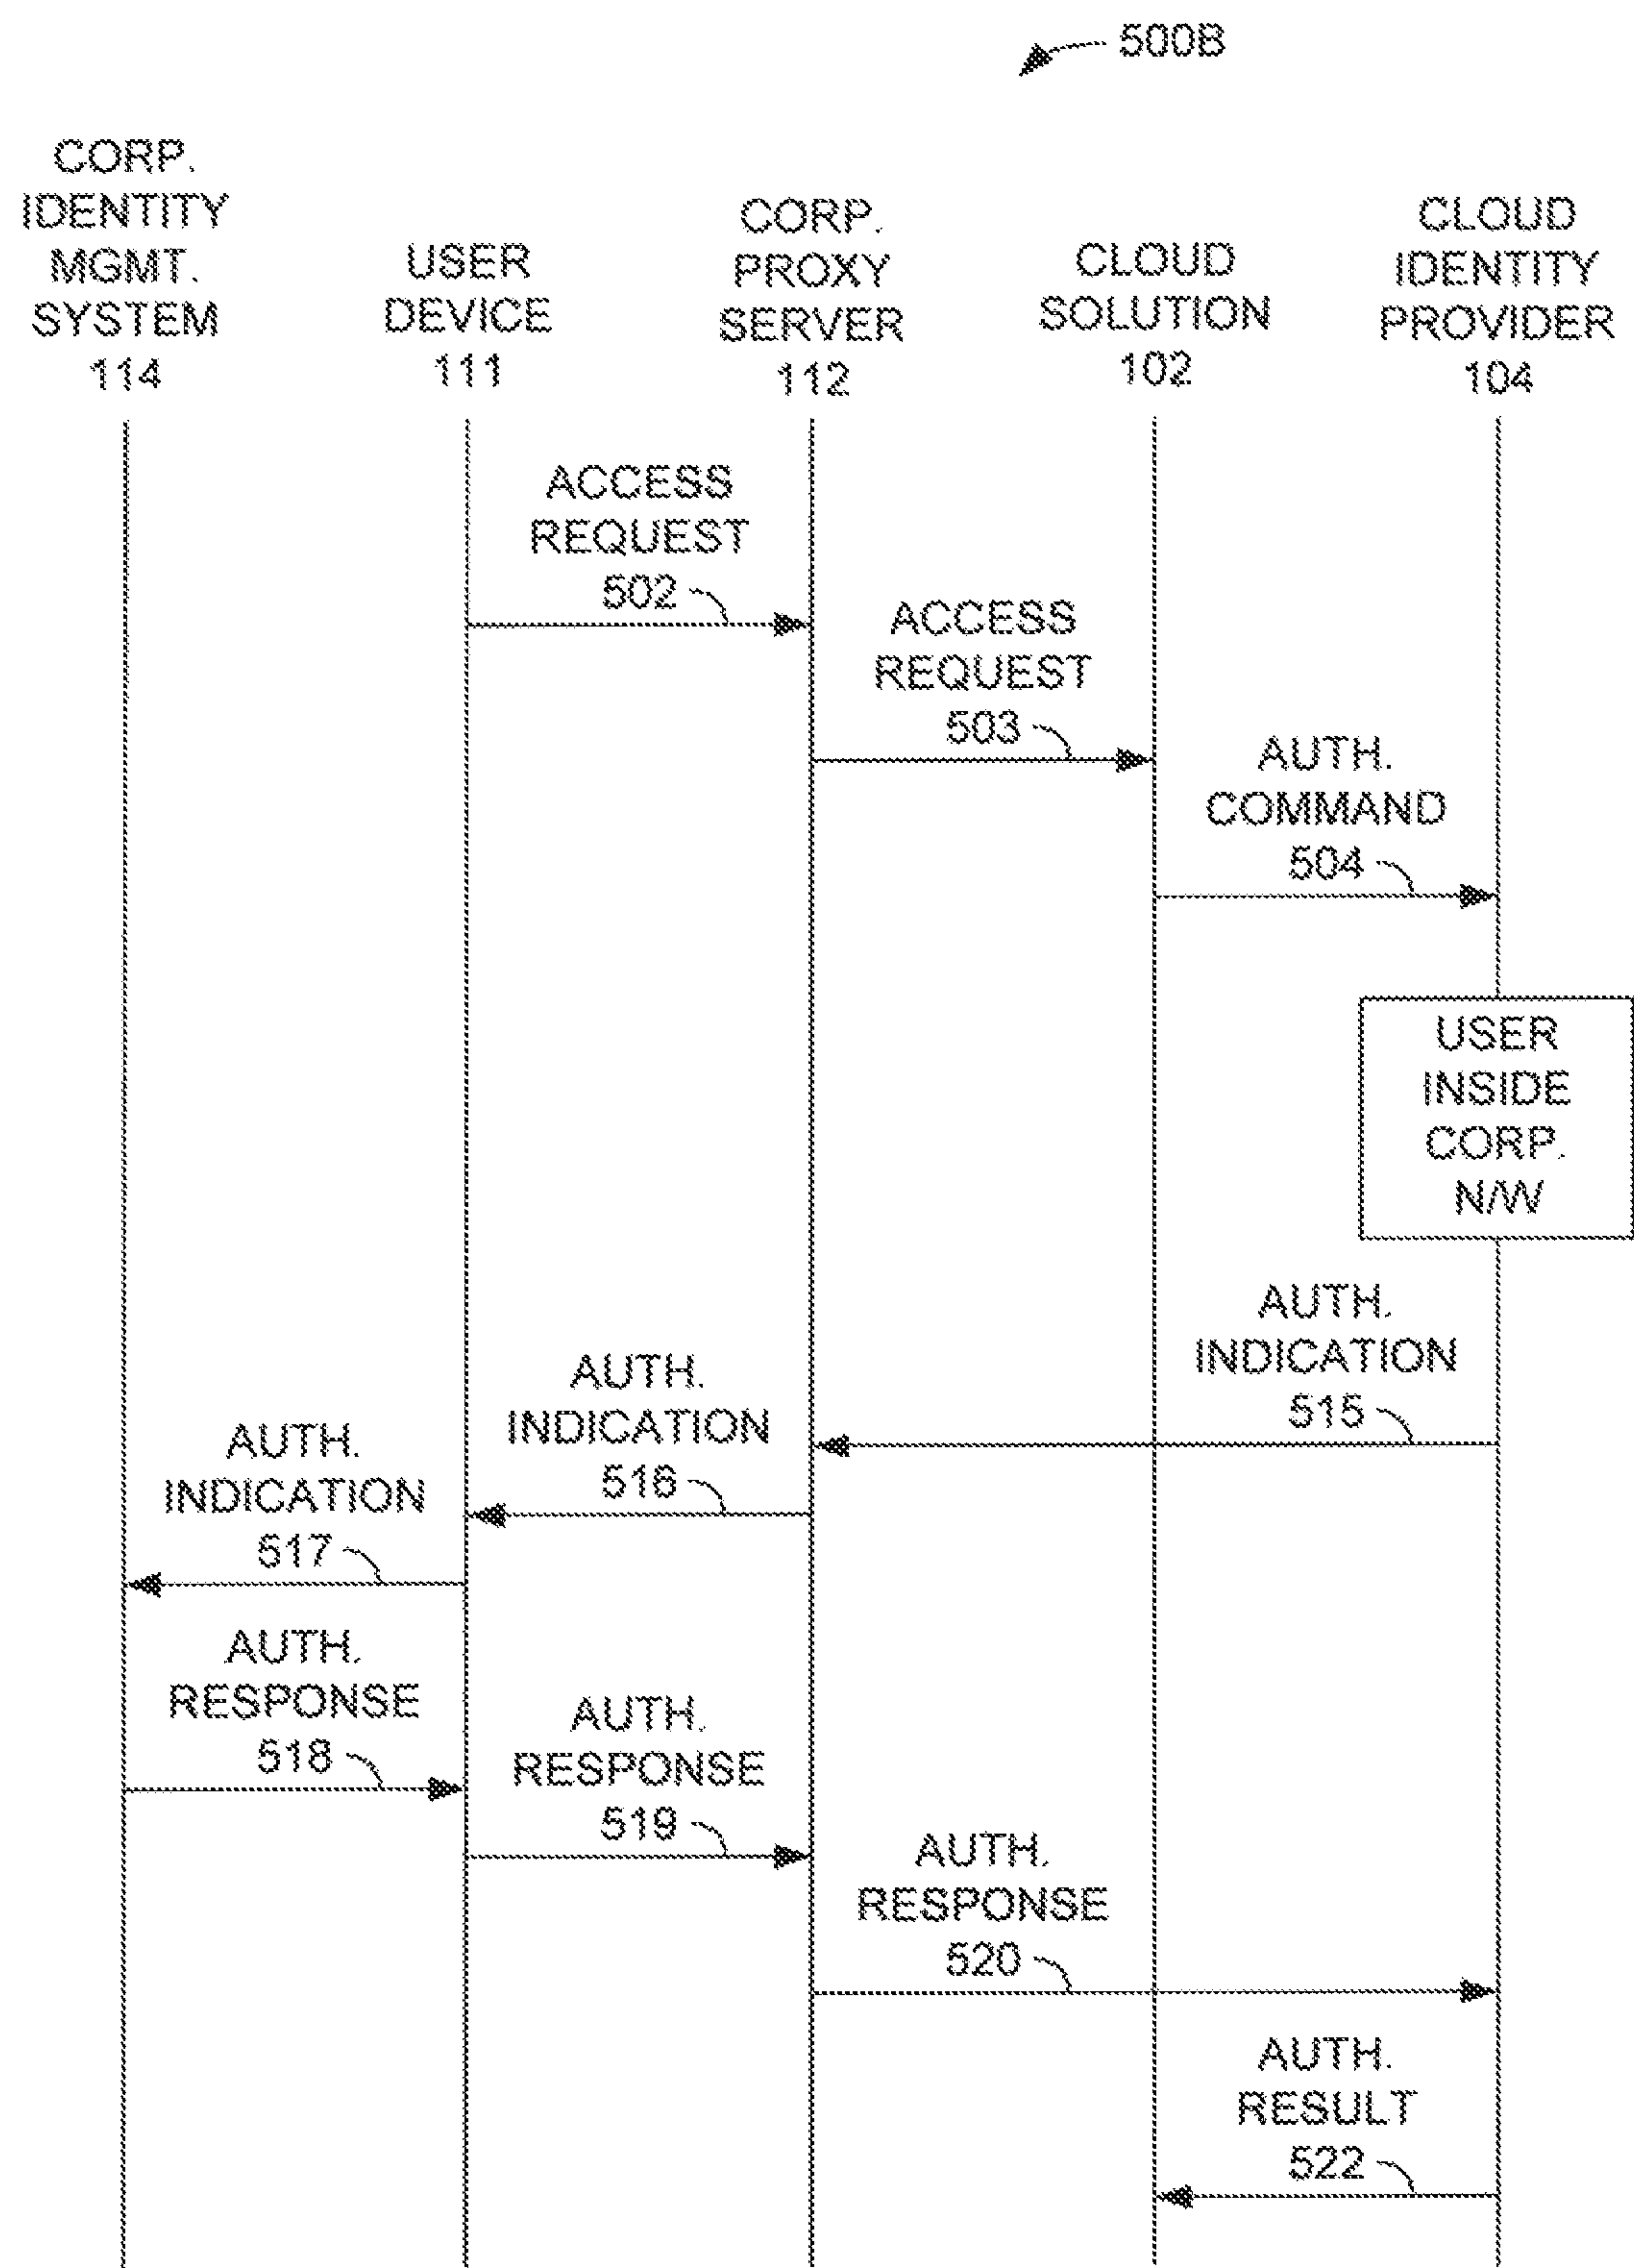 500B
CORP.
IDENTITY
MGMT.
SYSTEM
114
USER
DEVICE
111
CORP.
PROXY
SERVER
112
CLOUD
SOLUTION
102
CLOUD
IDENTITY
PROVIDER
104
ACCESS
REQUEST
502
ACCESS
REQUEST
503
AUTH.
COMMAND
504
USER
INSIDE
CORP.
N/W
AUTH.
INDICATION
515
AUTH.
INDICATION
516
AUTH.
INDICATION
517
AUTH.
RESPONSE
518
AUTH.
RESPONSE
519
AUTH.
RESPONSE
520
AUTH.
RESULT
522